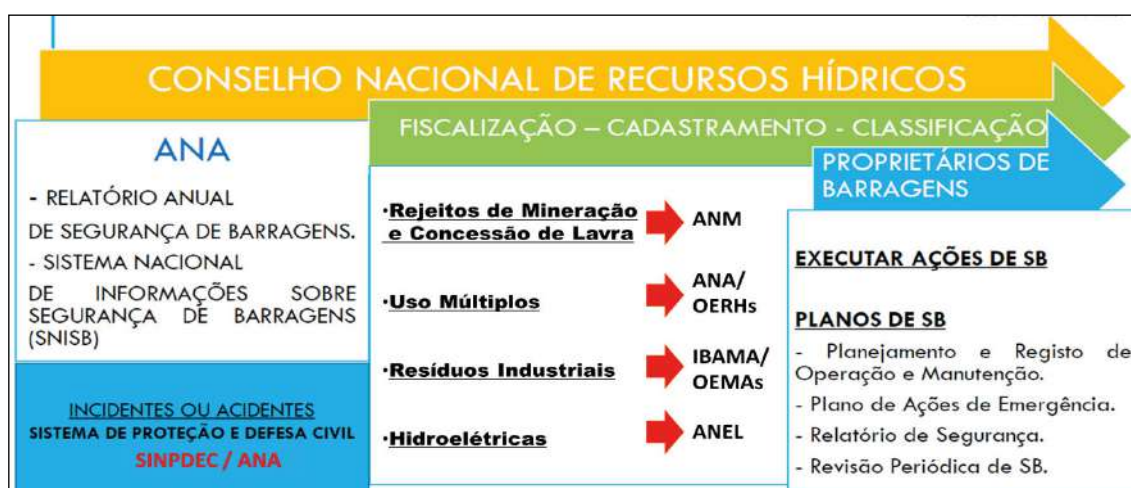 CONSELHO NACIONAL DE RECURSOS HÍDRICOS
ANA
- RELATÓRIO ANUAL
DE SEGURANÇA DE BARRAGENS.
- SISTEMA NACIONAL
DE INFORMAÇÕES SOBRE
SEGURANÇA DE BARRAGENS
(SNISB)
INCIDENTES OU ACIDENTES
SISTEMA DE PROTEÇÃO E DEFESA CIVIL
SINPDEC / ANA
FISCALIZAÇÃO – CADASTRAMENTO - CLASSIFICAÇÃO
·Rejeitos de Mineração
e Concessão de Lavra
ANM
·Uso Múltiplos
ANA/
OERHs
·Resíduos Industriais
IBAMA/
OEMAs
·Hidroelétricas
ANEL
PROPRIETÁRIOS DE
BARRAGENS
EXECUTAR AÇÕES DE SB
PLANOS DE SB
- Planejamento e Registo de
Operação e Manutenção.
- Plano de Ações de Emergência.
- Relatório de Segurança.
- Revisão Periódica de SB.